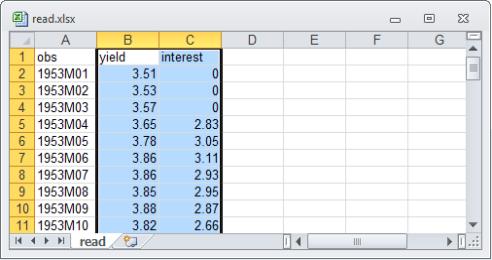 read.xlsx
A B C D E F G
1 obs yield interest
2 1953M01 3.51 0
3 1953M02 3.53 0
4 1953M03 3.57 0
5 1953M04 3.65 2.83
6 1953M05 3.78 3.05
7 1953M06 3.86 3.11
8 1953M07 3.86 2.93
9 1953M08 3.85 2.95
10 1953M09 3.88 2.87
11 1953M10 3.82 2.66
read